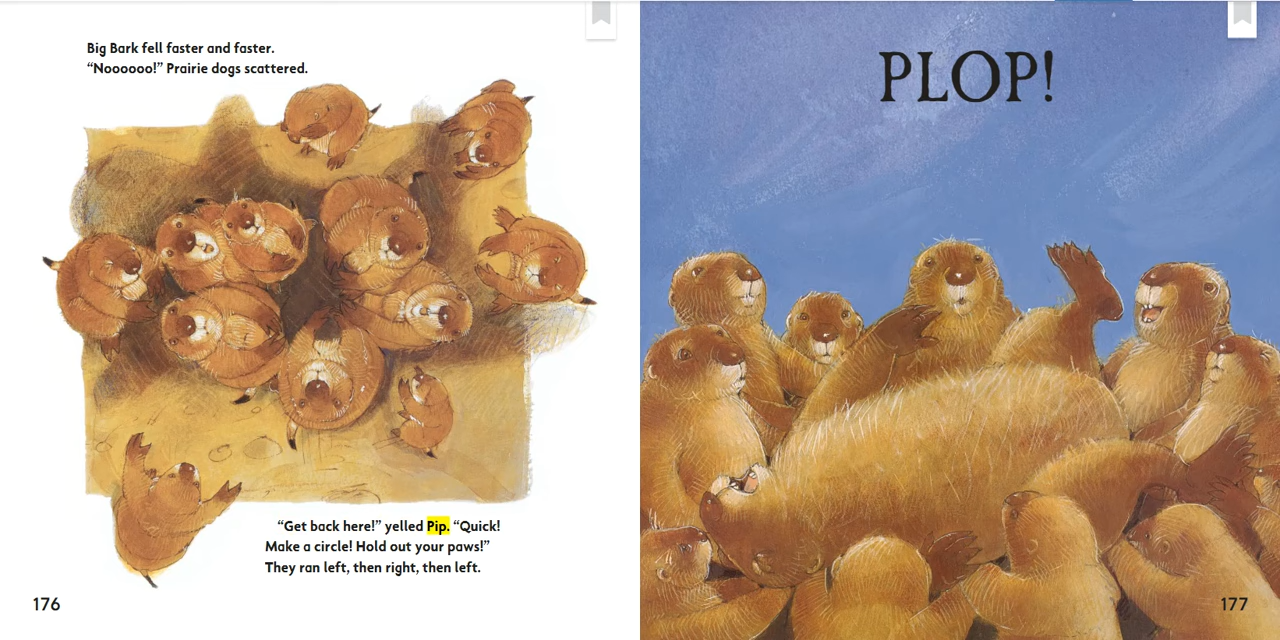 Big Bark fell faster and faster.
“Noooooo!” Prairie dogs scattered.
“Get back here!” yelled Pip. “Quick!
Make a circle! Hold out your paws!”
They ran left, then right, then left.
176
PLOP!
177